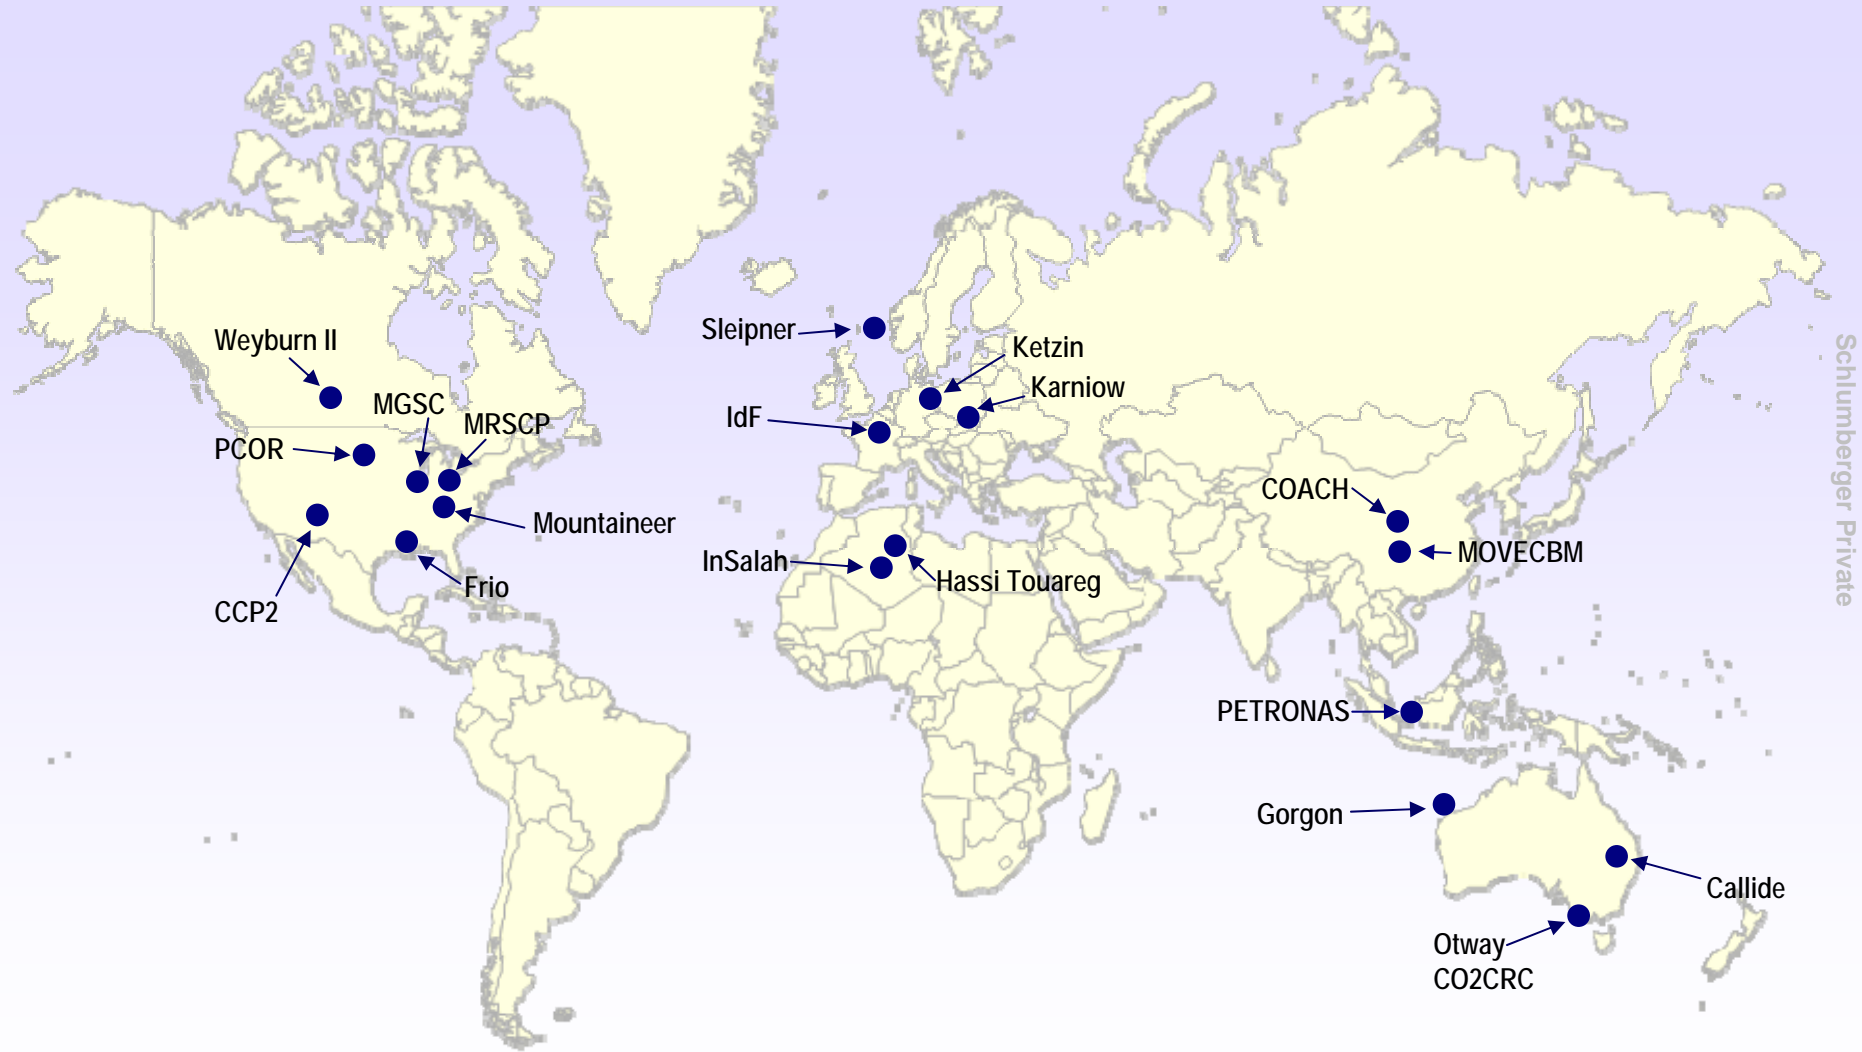 Weyburn II
MGSC
MRSCP
PCOR
Mountaineer
Frio
CCP2
Sleipner
Ketzin
Karniow
IdF
InSalah
Hassi Touareg
COACH
MOVECBM
PETRONAS
Gorgon
Callide
Otway
CO2CRC
Schlumberger Private